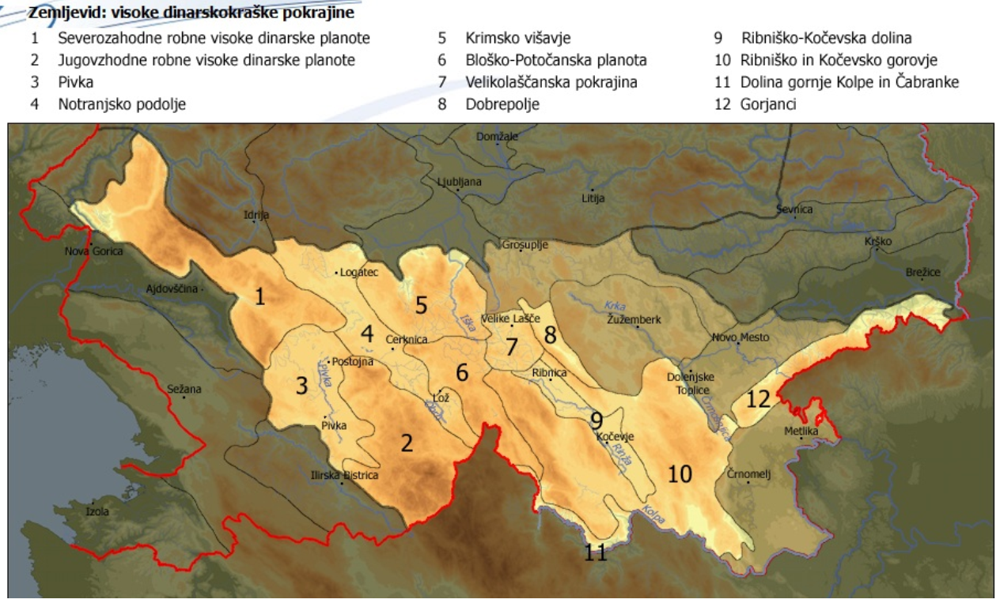 Zemljevid: visoke dinarskokraške pokrajine
1 Severozahodne robne visoke dinarske planote
2 Jugovzhodne robne visoke dinarske planote
3 Pivka
4 Notranjsko podolje
5 Krimsko višavje
6 Bloško-Potočanska planota
7 Velikolaščanska pokrajina
8 Dobrepolje
9 Ribniško-Kočevska dolina
10 Ribniško in Kočevsko gorovje
11 Dolina gornje Kolpe in Čabranke
12 Gorjanci
Domžale
Ljubljana
Litija
Idrija
Sevnica
Nova Gorica
Grosuplje
Krško
Logatec
Brežice
Ajdovščina
1
5
Krka
Iška
Velike Lašče
Žužemberk
4
8
Cerknica
7
Novo Mesto
Postojna
6
Ribnica
Dolenjske
Toplice
Pivka
3
Sežana
Lož
12
Obrh
Črmošnjica
9
Pivka
Kočevje
Metlika
2
Rinža
Ilirska Bistrica
10
Črnomelj
Izola
Kolpa
11